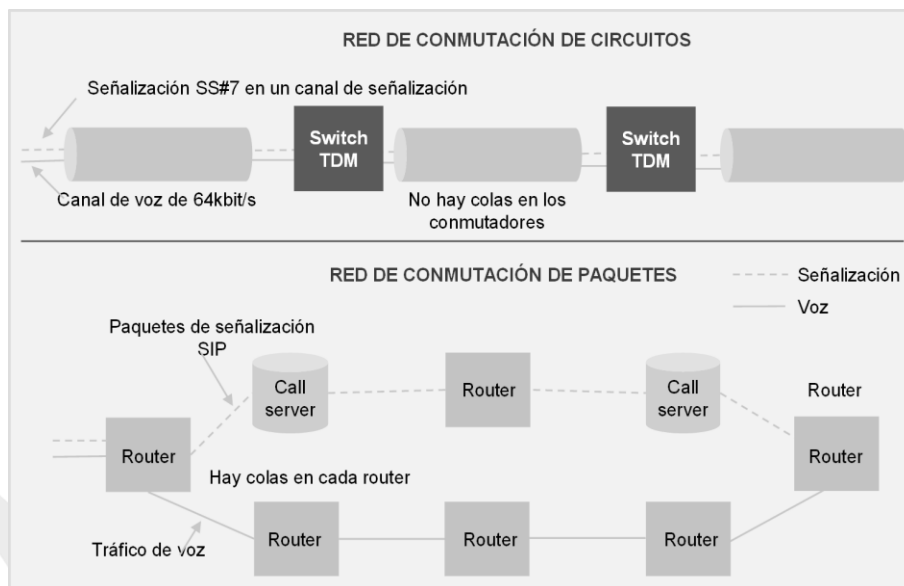 RED DE CONMUTACIÓN DE CIRCUITOS
Señalización SS#7 en un canal de señalización
Switch
TDM
Switch
TDM
Canal de voz de 64kbit/s
No hay colas en los
conmutadores
RED DE CONMUTACIÓN DE PAQUETES
Señalización
Voz
Paquetes de señalización
SIP
Call
server
Router
Call
server
Router
Router
Router
Hay colas en cada router
Tráfico de voz
Router
Router
Router